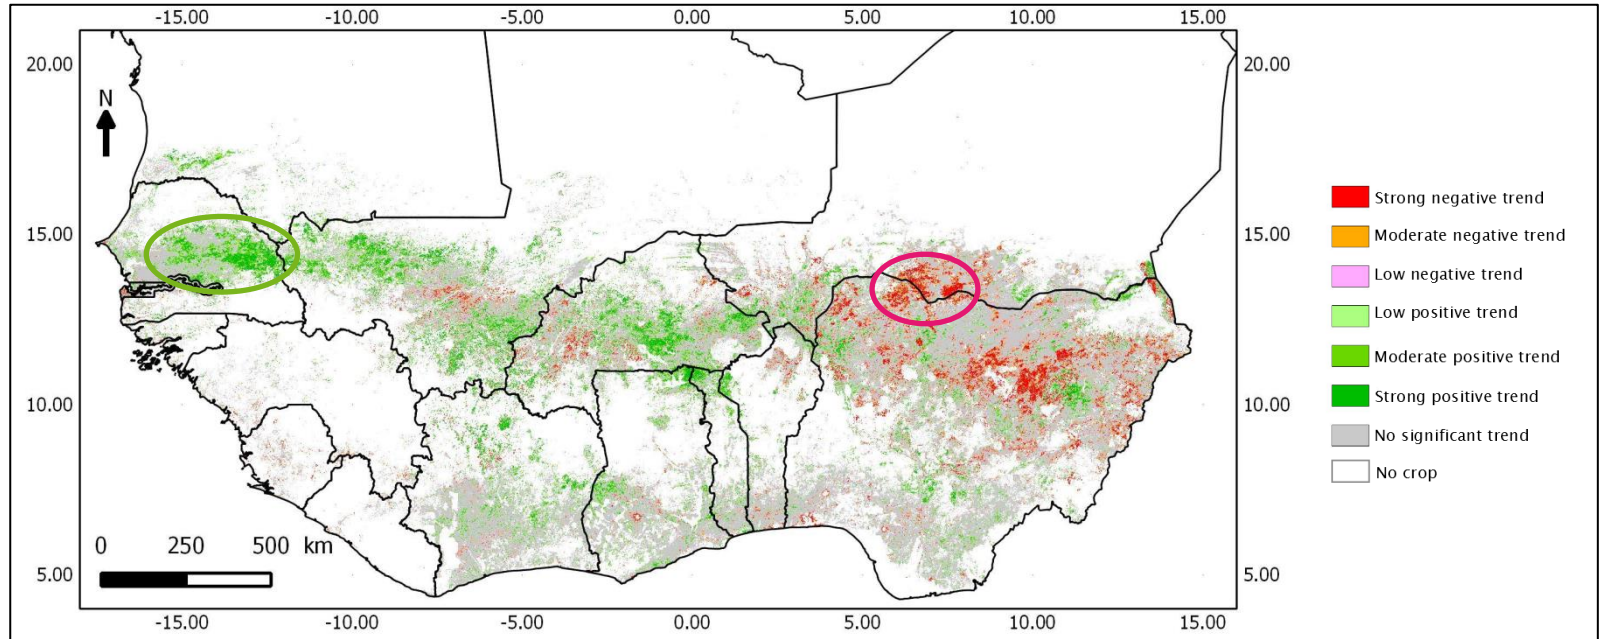 -15.00 -10.00 -5.00 0.00 5.00 10.00 15.00
20.00 20.00
N
15.00 15.00
10.00 10.00
0 250 500 km
5.00 5.00
-15.00 -10.00 -5.00 0.00 5.00 10.00 15.00
Strong negative trend
Moderate negative trend
Low negative trend
Low positive trend
Moderate positive trend
Strong positive trend
No significant trend
No crop